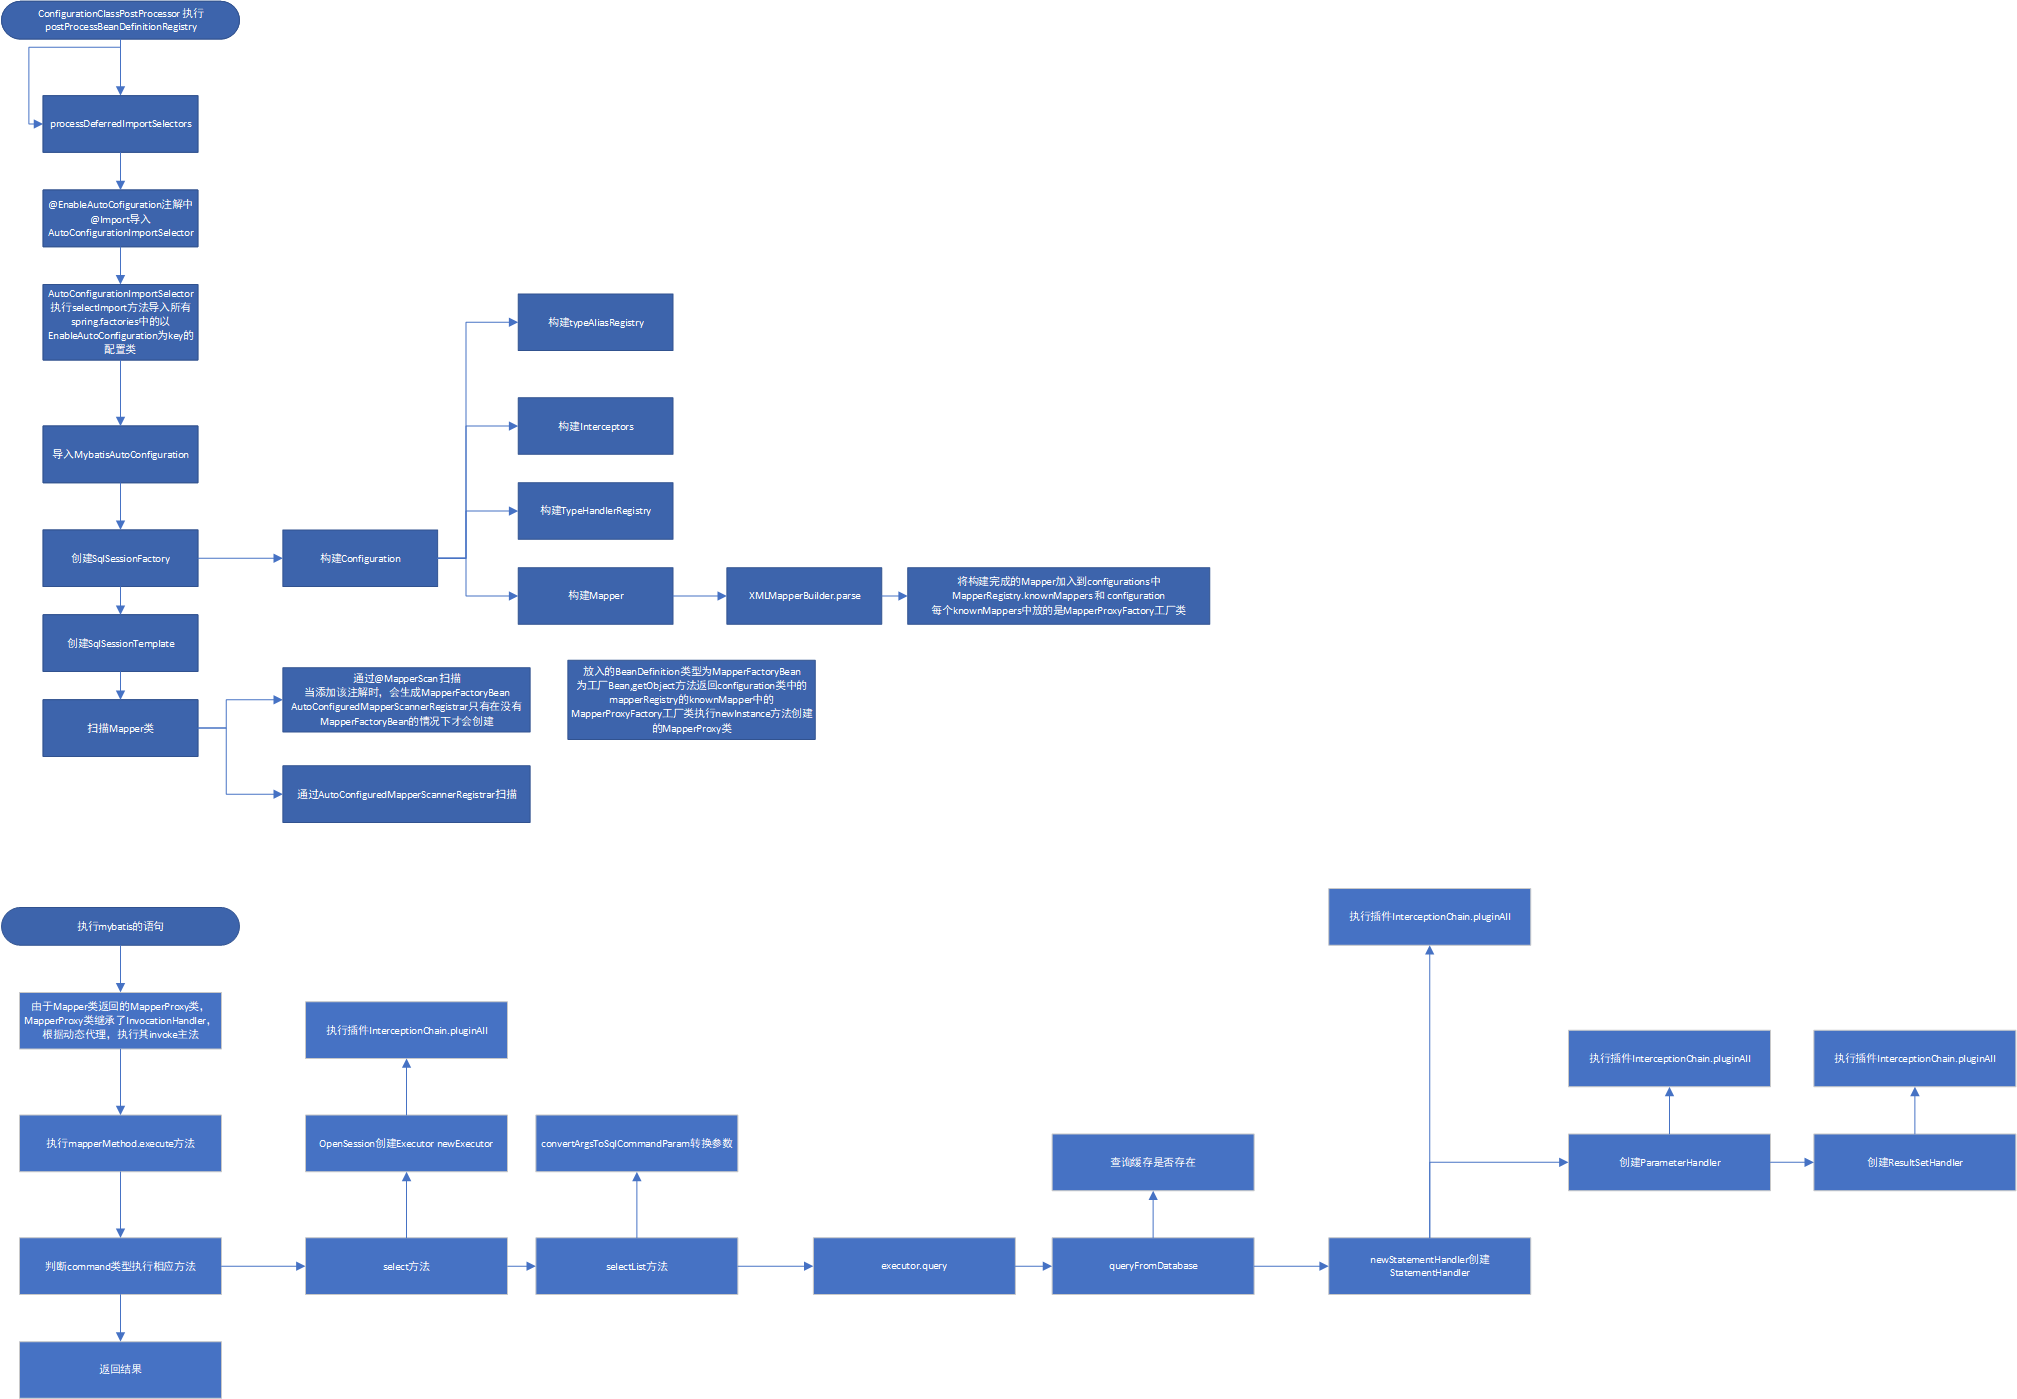 ConfigurationClassPostProcessor 执行
postProcessBeanDefinitionRegistry
processDeferredImportSelectors
@EnableAutoCofiguration注解中
@Import导入
AutoConfigurationImportSelector
AutoConfigurationImportSelector
执行selectImport方法导入所有
spring.factories中的以
EnableAutoConfiguration为key的
配置类
导入MybatisAutoConfiguration
创建SqlSessionFactory
构建Configuration
构建typeAliasRegistry
构建Interceptors
构建TypeHandlerRegistry
构建Mapper
XMLMapperBuilder.parse
将构建完成的Mapper加入到configurations中
MapperRegistry.knownMappers 和 configuration
每个knownMappers中放的是MapperProxyFactory工厂类
创建SqlSessionTemplate
扫描Mapper类
通过@MapperScan 扫描
当添加该注解时，会生成MapperFactoryBean
AutoConfiguredMapperScannerRegistrar只有在没有
MapperFactoryBean的情况下才会创建
放入的BeanDefinition类型为MapperFactoryBean
为工厂Bean,getObject方法返回configuration类中的
mapperRegistry的knownMapper中的
MapperProxyFactory工厂类执行newInstance方法创建
的MapperProxy类
通过AutoConfiguredMapperScannerRegistrar扫描
执行mybatis的语句
由于Mapper类返回的MapperProxy类，
MapperProxy类继承了InvocationHandler，
根据动态代理，执行其invoke主法
执行mapperMethod.execute方法
判断command类型执行相应方法
返回结果
执行插件InterceptionChain.pluginAll
OpenSession创建Executor newExecutor
select方法
convertArgsToSqlCommandParam转换参数
selectList方法
executor.query
查询缓存是否存在
queryFromDatabase
执行插件InterceptionChain.pluginAll
newStatementHandler创建
StatementHandler
执行插件InterceptionChain.pluginAll
创建ParameterHandler
执行插件InterceptionChain.pluginAll
创建ResultSetHandler